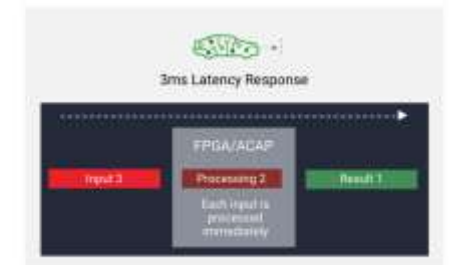 3ms Latency Response
FPGA/ACAP
Input 3
Processing 2
Result 1
Each input is
processed
immediately